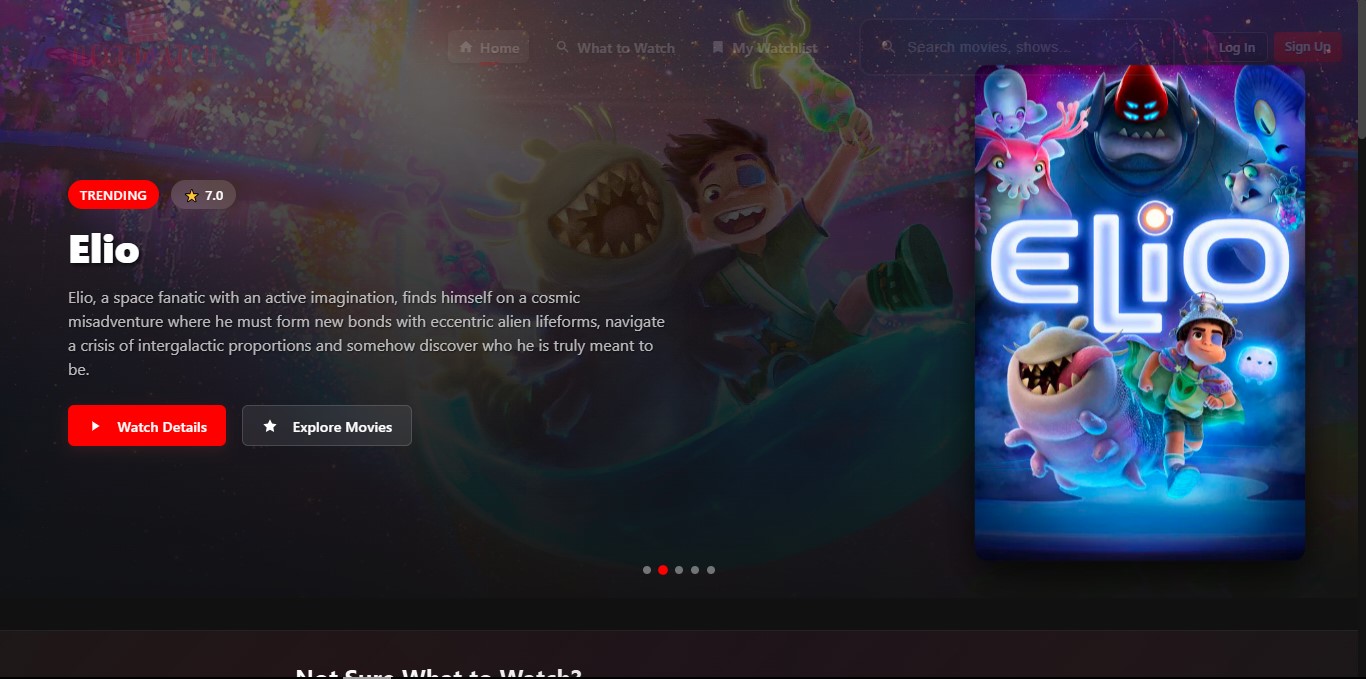 Home
What to Watch
My Watchlist
Search movies, shows...
Log In
Sign Up
TRENDING
7.0
Elio
Elio, a space fanatic with an active imagination, finds himself on a cosmic
misadventure where he must form new bonds with eccentric alien lifeforms, navigate
a crisis of intergalactic proportions and somehow discover who he is truly meant to
be.
Watch Details
Explore Movies
ELiO
Not Sure What to Watch?